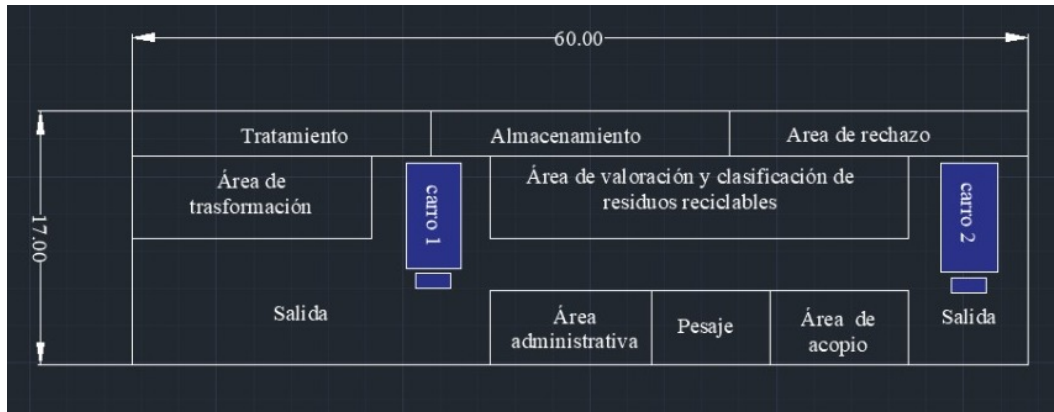 60.00
Tratamiento
Almacenamiento
Area de rechazo
Área de
trasformación
carro 1
Área de valoración y clasificación de
residuos reciclables
carro 2
17.00
Salida
Área
administrativa
Pesaje
Área de
acopio
Salida